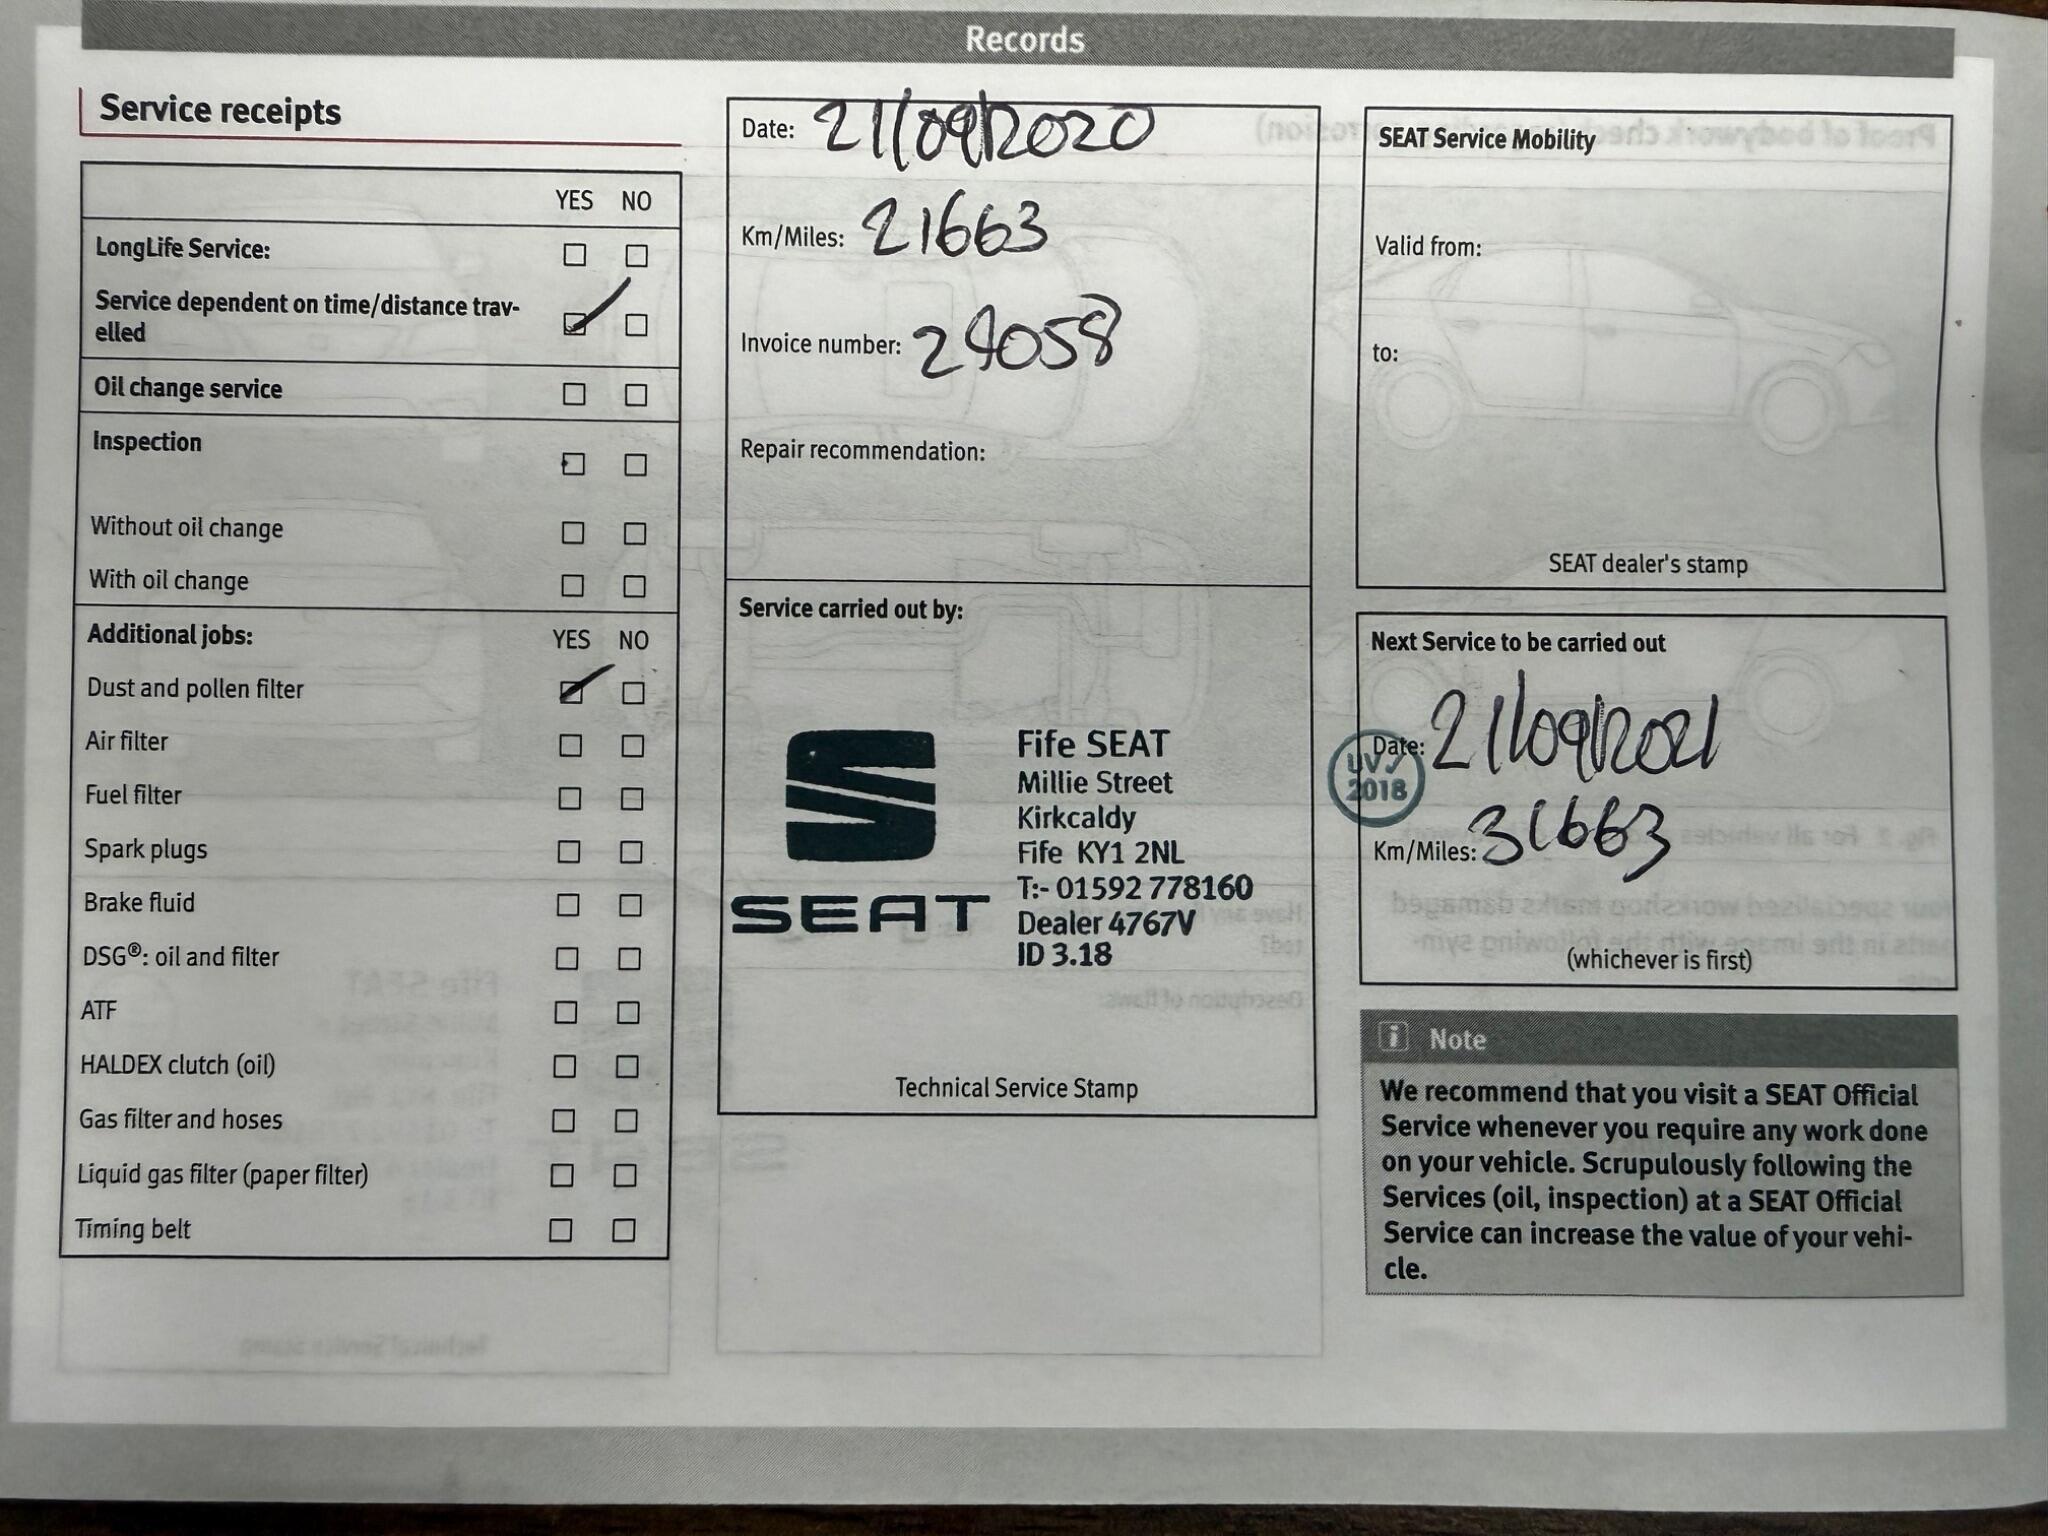 Records
Service receipts
YES NO
LongLife Service:
Service dependent on time/distance trav-
elled
Oil change service
Inspection
Without oil change
With oil change
Additional jobs: YES NO
Dust and pollen filter
Air filter
Fuel filter
Spark plugs
Brake fluid
DSG®: oil and filter
ATF
HALDEX clutch (oil)
Gas filter and hoses
Liquid gas filter (paper filter)
Timing belt
Date: 21/09/2020
Km/Miles: 21663
Invoice number: 24058
Repair recommendation:
Service carried out by:
SEAT
Fife SEAT
Millie Street
Kirkcaldy
Fife KY1 2NL
T:- 01592 778160
Dealer 4767V
ID 3.18
Technical Service Stamp
SEAT Service Mobility
Valid from:
to:
SEAT dealer's stamp
Next Service to be carried out
Date: 21/09/2021
2018
Km/Miles: 31663
(whichever is first)
i Note
We recommend that you visit a SEAT Official
Service whenever you require any work done
on your vehicle. Scrupulously following the
Services (oil, inspection) at a SEAT Official
Service can increase the value of your vehi-
cle.